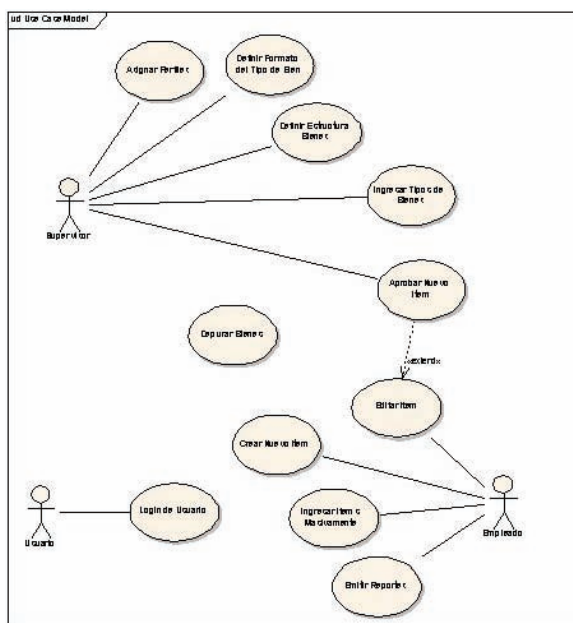 ud Use Case Model
Asignar Perfiles
Definir Formato
del Tipo de Bien
Definir Estructura
Bienes
Ingresar Tipos de
Bienes
Supervisor
Aprobar Nuevo
Item
Depurar Bienes
«extend»
Editar Item
Crear Nuevo Item
Usuario
Login de Usuario
Ingresar Item s
Masivamente
Empleado
Emitir Reportes